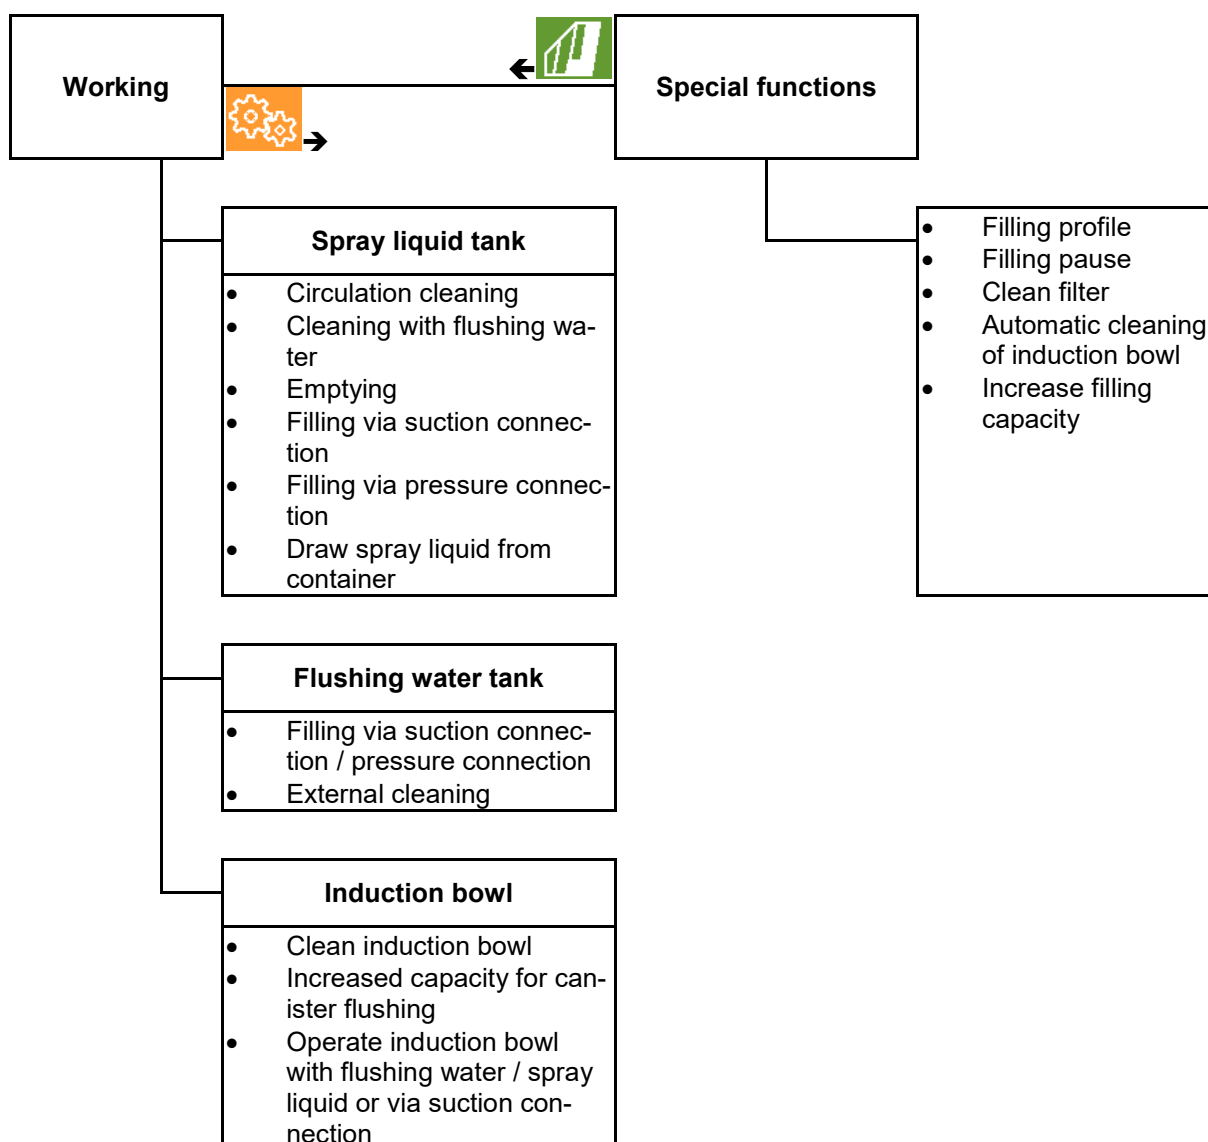 Working
Special functions
Spray liquid tank
• Circulation cleaning
• Cleaning with flushing wa-
ter
• Emptying
• Filling via suction connec-
tion
• Filling via pressure connec-
tion
• Draw spray liquid from
container
• Filling profile
• Filling pause
• Clean filter
• Automatic cleaning
of induction bowl
• Increase filling
capacity
Flushing water tank
• Filling via suction connec-
tion / pressure connection
• External cleaning
Induction bowl
• Clean induction bowl
• Increased capacity for can-
ister flushing
• Operate induction bowl
with flushing water / spray
liquid or via suction con-
nection